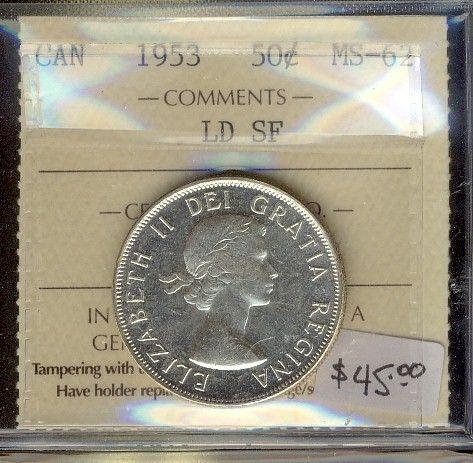 CAN 1953 50¢ MS-62
— COMMENTS —
LD SF
ELIZABETH II DEI GRATIA REGINA
IN
A
Tampering with
Have holder
$45.00